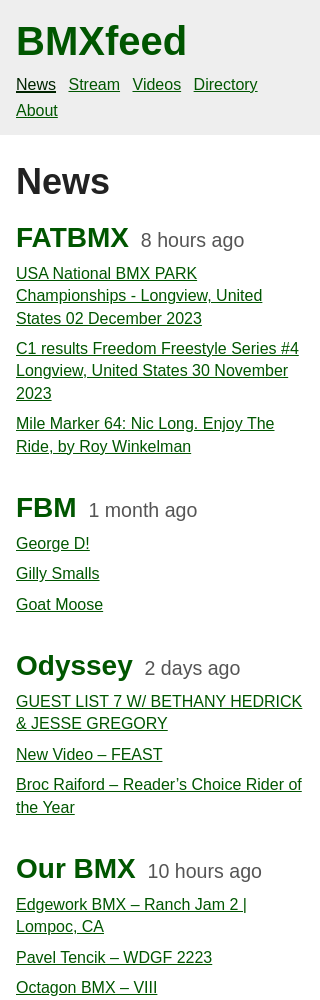 BMXfeed
News Stream Videos Directory
About
News
FATBMX 8 hours ago
USA National BMX PARK
Championships - Longview, United
States 02 December 2023
C1 results Freedom Freestyle Series #4
Longview, United States 30 November
2023
Mile Marker 64: Nic Long. Enjoy The
Ride, by Roy Winkelman
FBM 1 month ago
George D!
Gilly Smalls
Goat Moose
Odyssey 2 days ago
GUEST LIST 7 W/ BETHANY HEDRICK
& JESSE GREGORY
New Video – FEAST
Broc Raiford – Reader’s Choice Rider of
the Year
Our BMX 10 hours ago
Edgework BMX – Ranch Jam 2 |
Lompoc, CA
Pavel Tencik – WDGF 2223
Octagon BMX – VIII